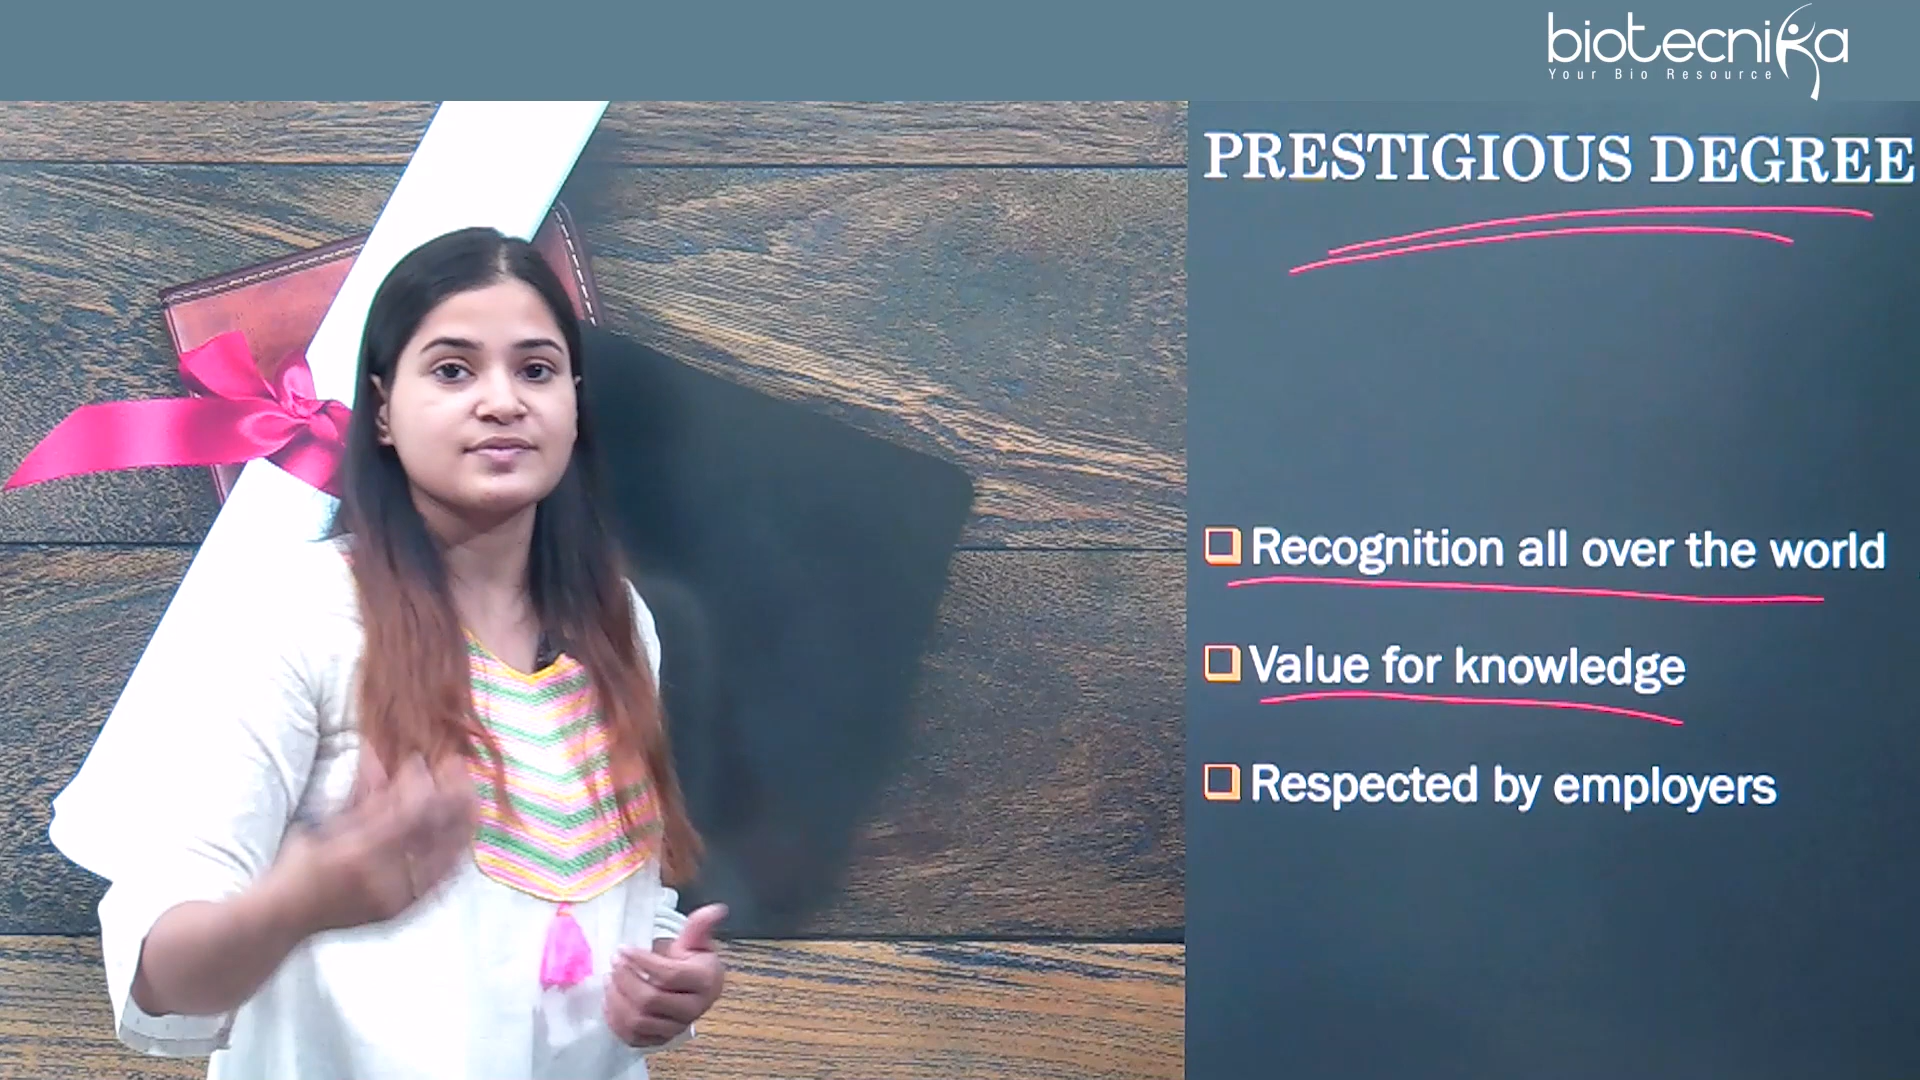 biotecnika
Your Bio Resource
PRESTIGIOUS DEGREE
Recognition all over the world
Value for knowledge
Respected by employers